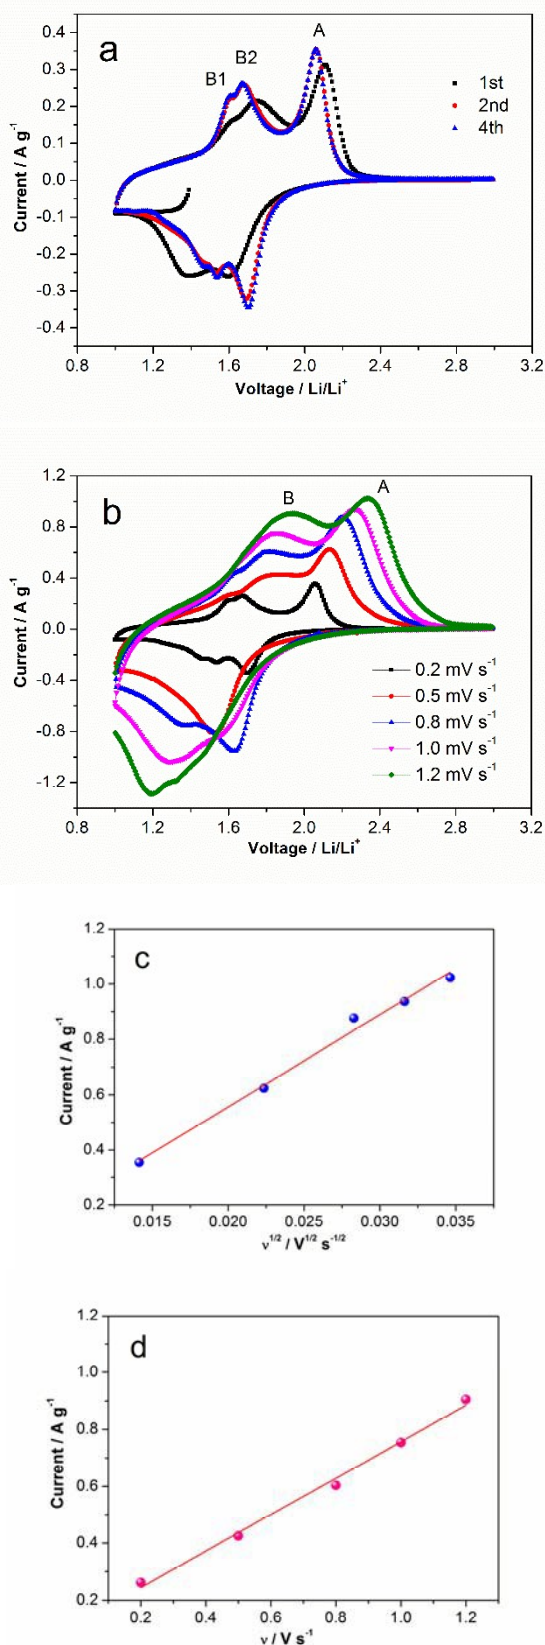 a
A
B2
B1
1st
2nd
4th
0.4
0.3
0.2
0.1
0.0
-0.1
-0.2
-0.3
-0.4
Current / A g⁻¹
0.8 1.2 1.6 2.0 2.4 2.8 3.2
Voltage / Li/Li⁺
b
B
A
0.2 mV s⁻¹
0.5 mV s⁻¹
0.8 mV s⁻¹
1.0 mV s⁻¹
1.2 mV s⁻¹
1.2
0.8
0.4
0.0
-0.4
-0.8
-1.2
Current / A g⁻¹
0.8 1.2 1.6 2.0 2.4 2.8 3.2
Voltage / Li/Li⁺
c
1.2
1.0
0.8
0.6
0.4
0.2
Current / A g⁻¹
0.015 0.020 0.025 0.030 0.035
ν¹ᐟ² / V¹ᐟ² s⁻¹ᐟ²
d
1.2
1.0
0.8
0.6
0.4
0.2
Current / A g⁻¹
0.2 0.4 0.6 0.8 1.0 1.2
ν / V s⁻¹